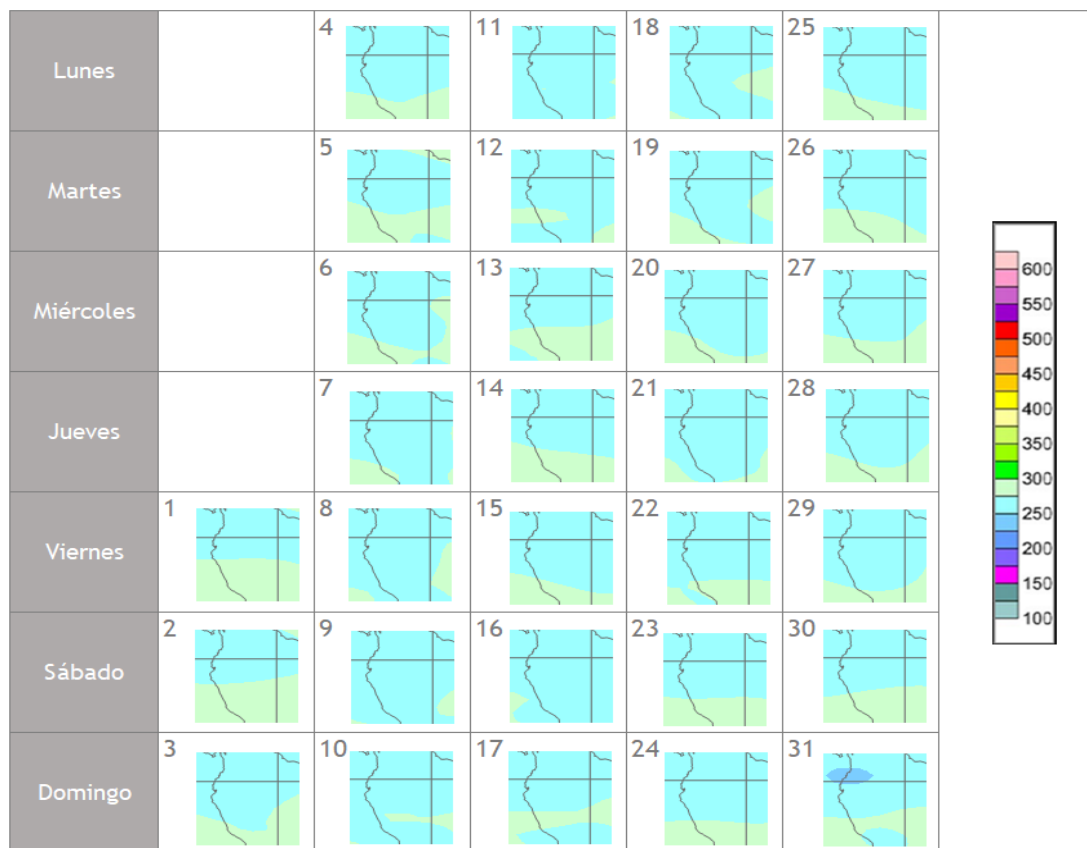 Lunes 4 11 18 25
Martes 5 12 19 26
Miércoles 6 13 20 27
Jueves 7 14 21 28
Viernes 1 8 15 22 29
Sábado 2 9 16 23 30
Domingo 3 10 17 24 31
600
550
500
450
400
350
300
250
200
150
100